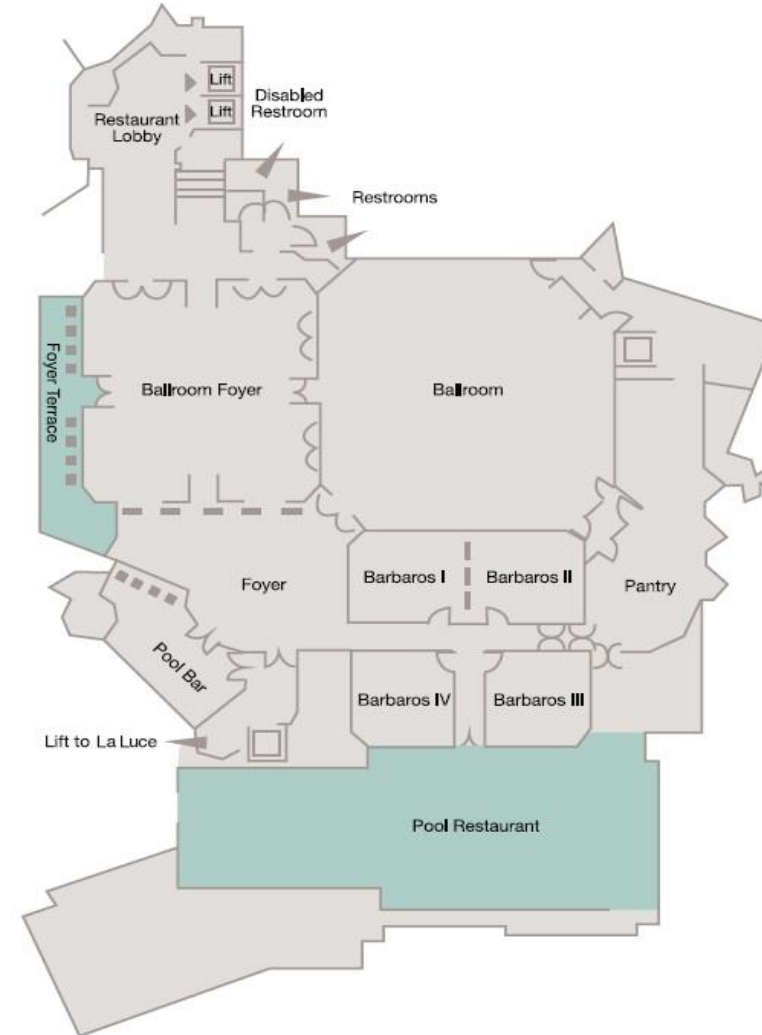 Lift
Lift
Disabled
Restroom
Restaurant
Lobby
Restrooms
Foyer Terrace
Ballroom Foyer
Ballroom
Foyer
Barbaros I
Barbaros II
Pantry
Pool Bar
Barbaros IV
Barbaros III
Lift to La Luce
Pool Restaurant